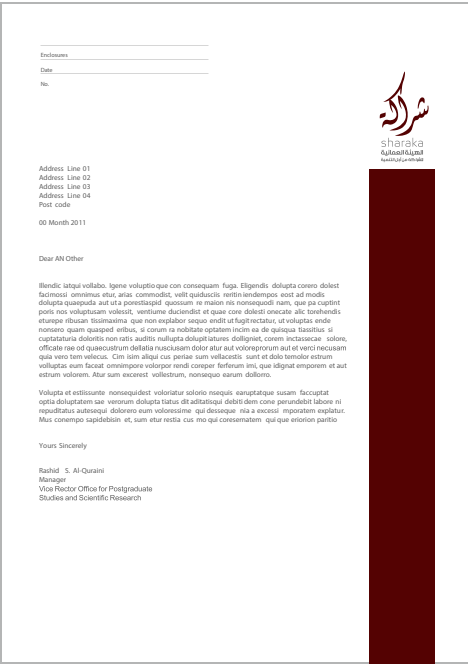 Enclosures
Date
No.
شراكة
sharaka
الهيئة العمانية
للشراكة من أجل التنمية
Address Line 01
Address Line 02
Address Line 03
Address Line 04
Post code
00 Month 2011
Dear AN Other
Illendic iatqui vollabo. Igene voluptio que con consequam fuga. Eligendis dolupta corero dolest
facimossi omnimus etur, arias commodist, velit quidusciis reritin iendempos eost ad modis
dolupta quaepuda aut ut a porestiaspid quossum re maion nis nonsequodi nam, que pa cuptint
poris nos voluptusam volessit, ventiume duciendist et quae core dolesti onecate alic torehendis
eturepe ribusan tissimaxima que non explabor sequo endit ut fugit rectatur, ut voluptas ende
nonsero quam quasped eribus, si corum ra nobitate optatem incim ea de quisqua tiassitius si
cuptataturia doloritis non ratis auditis nullupta dolupitiatures dolligniet, corem inctassecae solore,
officate rae od quaecustrum dellatia nusciusam dolor atur aut voloreprorum aut et verci necusam
quia vero tem velecus. Cim isim aliqui cus periae sum vellacestis sunt et dolo temolor estrum
volluptas eum faceat omnimpore volorpor rendi coreper ferferum imi, que idignat emporem et aut
estrum volorem. Atur sum excerest vollestrum, nonsequo earum dollorro.
Volupta et estiissunte nonsequidest voloriatur solorio nsequis earuptatque susam faccuptat
optia doluptatem sae verorum dolupta tiatus dit aditatisqui debiti dem cone perundebit labore ni
repuditatus autesequi dolorero eum voloressime qui desseque nia a excessi mporatem explatur.
Mus conempo sapidebisin et, sum etur restia cus mo qui coresernatem qui que eriorion paritio
Yours Sincerely
Rashid S. Al-Quraini
Manager
Vice Rector Office for Postgraduate
Studies and Scientific Research